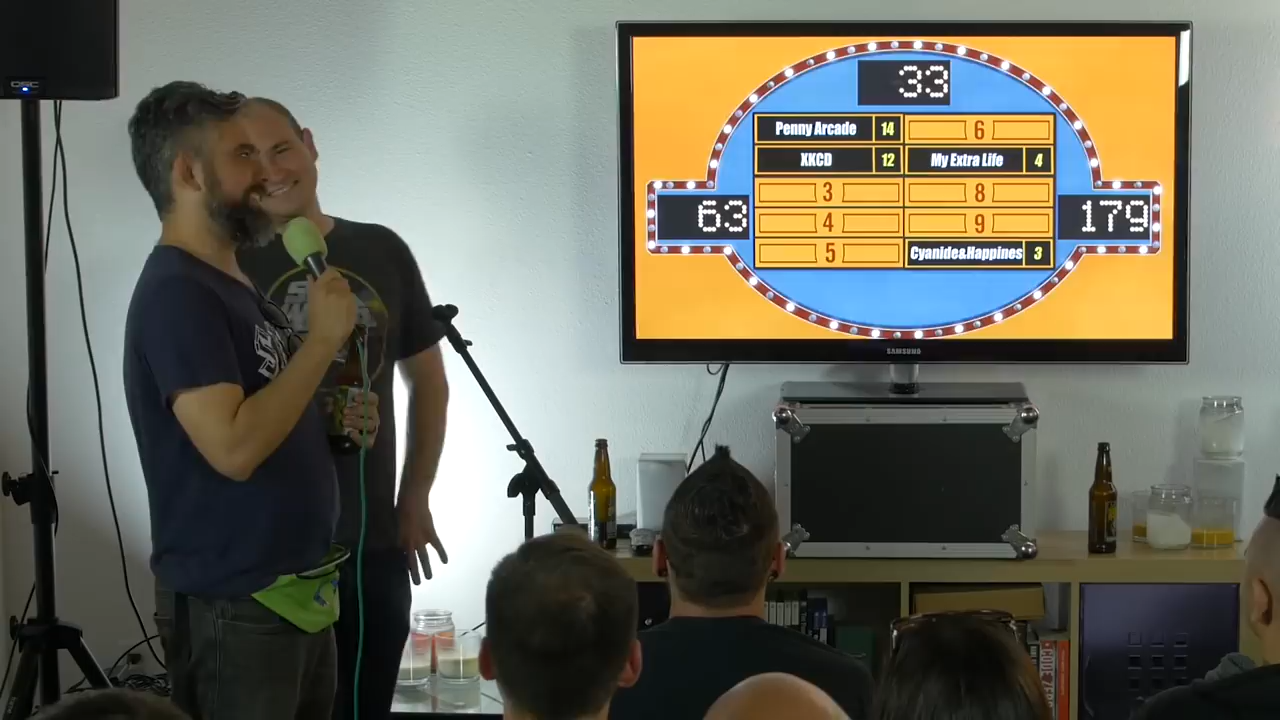 QSC
33
Penny Arcade 14
6
XKCD 12
My Extra Life 4
3
8
63
4
9
179
5
Cyanide&Happines 3
SAMSUNG